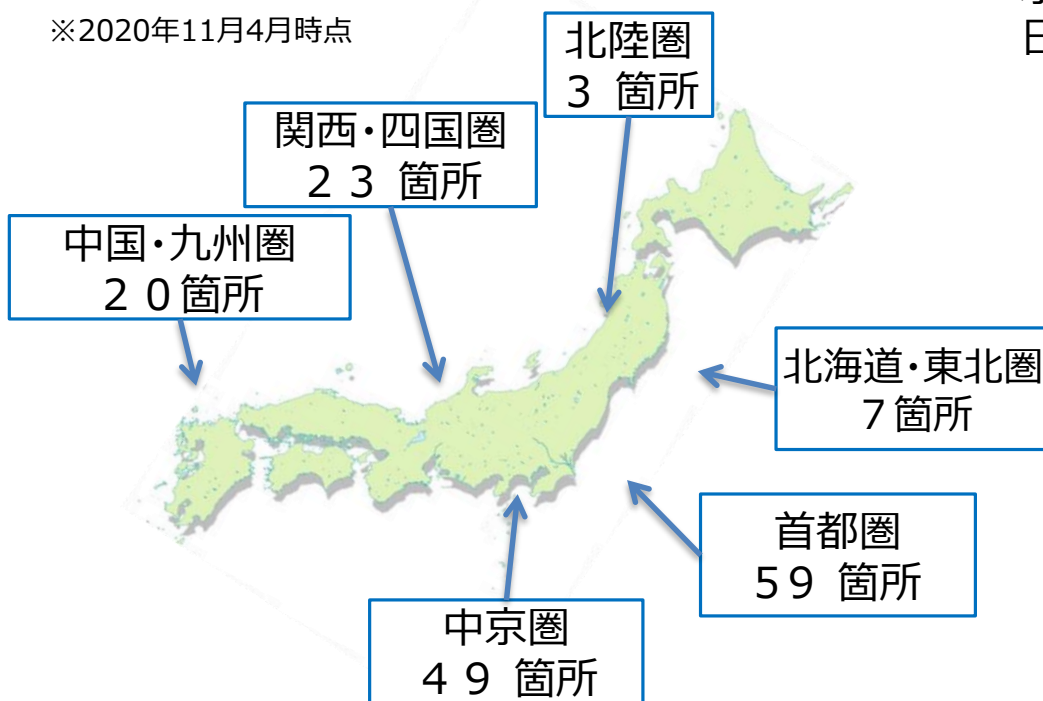 ※2020年11月4月時点
日
北陸圏
3 箇所
関西・四国圏
23 箇所
中国・九州圏
20箇所
北海道・東北圏
7箇所
首都圏
59 箇所
中京圏
49 箇所